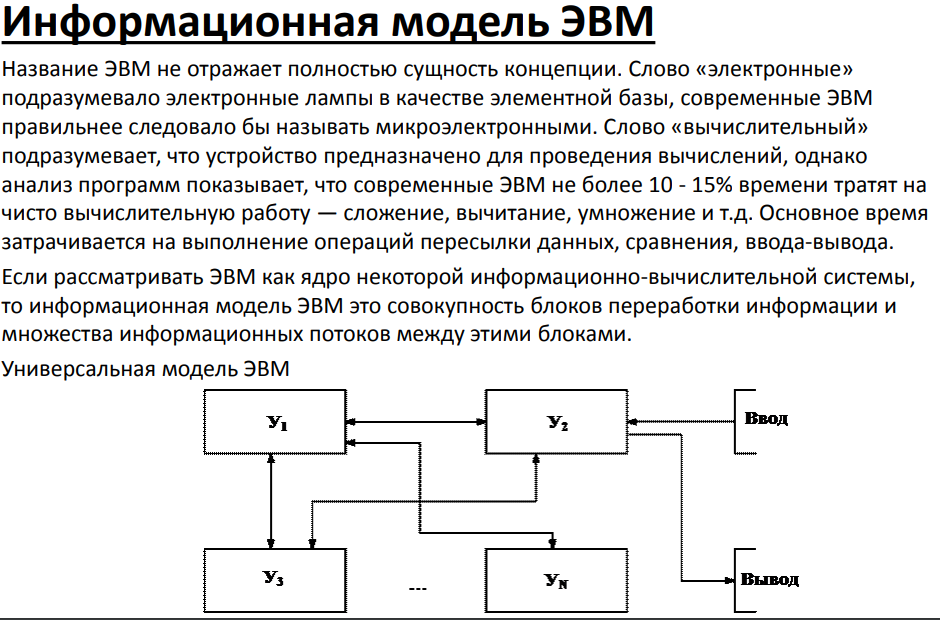 Информационная модель ЭВМ
Название ЭВМ не отражает полностью сущность концепции. Слово «электронные»
подразумевало электронные лампы в качестве элементной базы, современные ЭВМ
правильнее следовало бы называть микроэлектронными. Слово «вычислительный»
подразумевает, что устройство предназначено для проведения вычислений, однако
анализ программ показывает, что современные ЭВМ не более 10 - 15% времени тратят на
чисто вычислительную работу — сложение, вычитание, умножение и т.д. Основное время
затрачивается на выполнение операций пересылки данных, сравнения, ввода-вывода.
Если рассматривать ЭВМ как ядро некоторой информационно-вычислительной системы,
то информационная модель ЭВМ это совокупность блоков переработки информации и
множества информационных потоков между этими блоками.
Универсальная модель ЭВМ
У1
У2
Ввод
У3
---
УN
Вывод